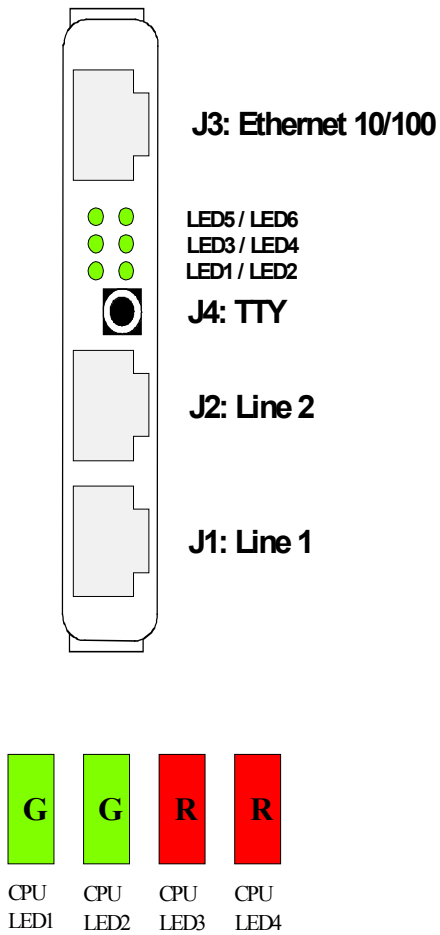 J3: Ethernet 10/100
LED5 / LED6
LED3 / LED4
LED1 / LED2
J4: TTY
J2: Line 2
J1: Line 1
G G R R
CPU CPU CPU CPU
LED1 LED2 LED3 LED4